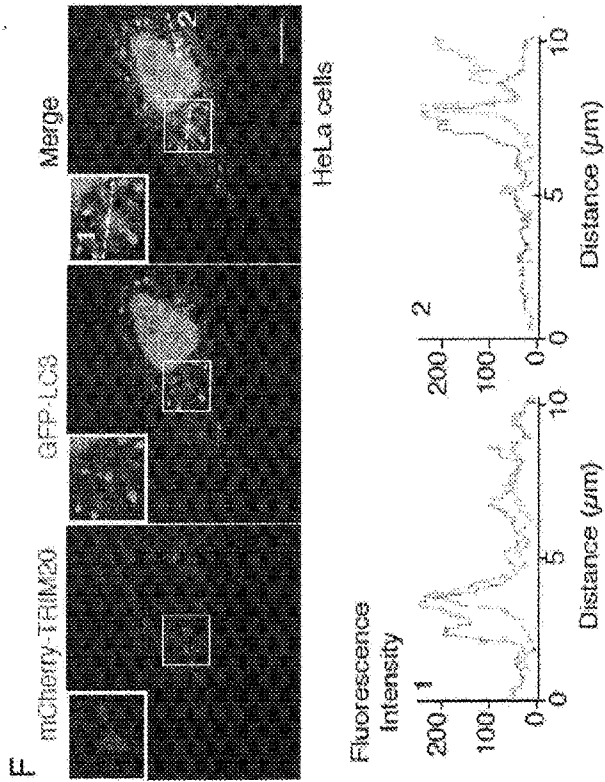 F
mCherry-TRIM20
GFP-LC3
Merge
1
2
HeLa cells
Fluorescence
Intensity
1
200
100
0
0
5
10
Distance (µm)
2
200
100
0
0
5
10
Distance (µm)